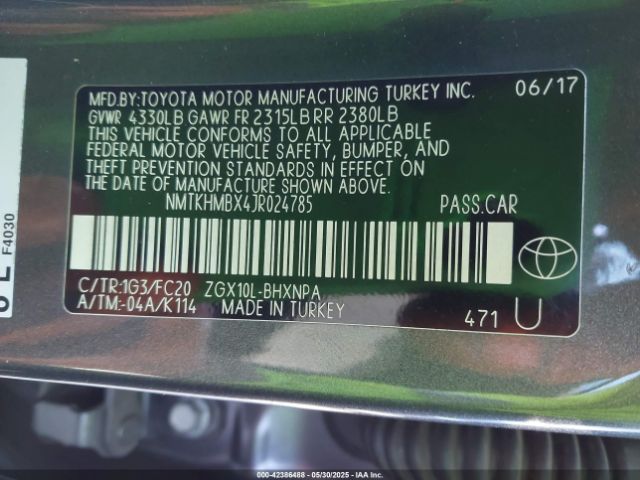 MFD.BY:TOYOTA MOTOR MANUFACTURING TURKEY INC. 06/17
GVWR 4330LB GAWR FR 2315LB RR 2380LB
THIS VEHICLE CONFORMS TO ALL APPLICABLE
FEDERAL MOTOR VEHICLE SAFETY, BUMPER, AND
THEFT PREVENTION STANDARDS IN EFFECT ON
THE DATE OF MANUFACTURE SHOWN ABOVE.
NMTKHMBX4JR024785 PASS.CAR
C/TR:1G3/FC20 ZGX10L-BHXNPA
A/TM:-04A/K114 MADE IN TURKEY
471 U
F4030
000-42386488 - 05/30/2025 - IAAI.COM